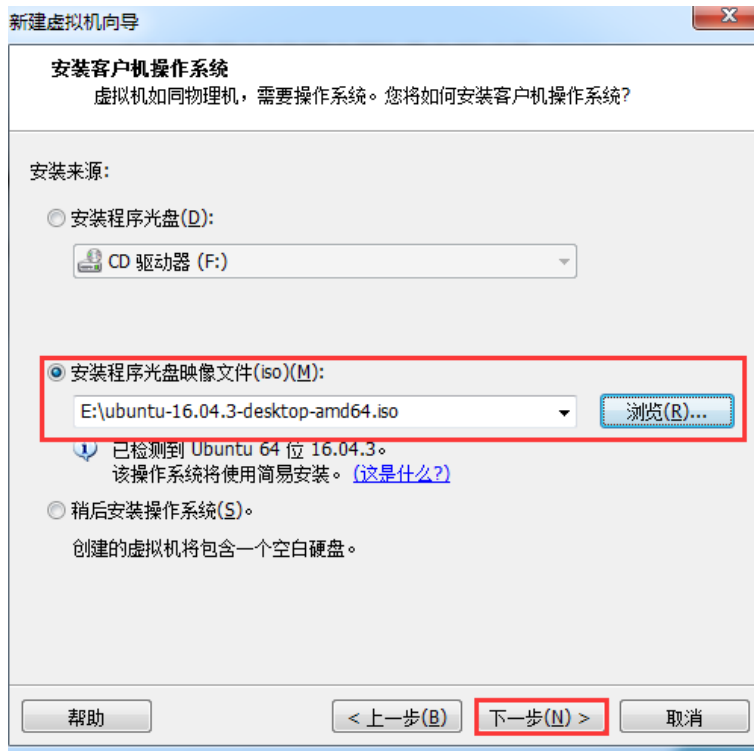 新建虚拟机向导
安装客户机操作系统
虚拟机如同物理机，需要操作系统。您将如何安装客户机操作系统?
安装来源:
安装程序光盘(D):
CD 驱动器 (F:)
安装程序光盘映像文件(iso)(M):
E:\ubuntu-16.04.3-desktop-amd64.iso 浏览(R)...
已检测到 Ubuntu 64 位 16.04.3。
该操作系统将使用简易安装。 (这是什么?)
稍后安装操作系统(S)。
创建的虚拟机将包含一个空白硬盘。
帮助 < 上一步(B) 下一步(N) > 取消